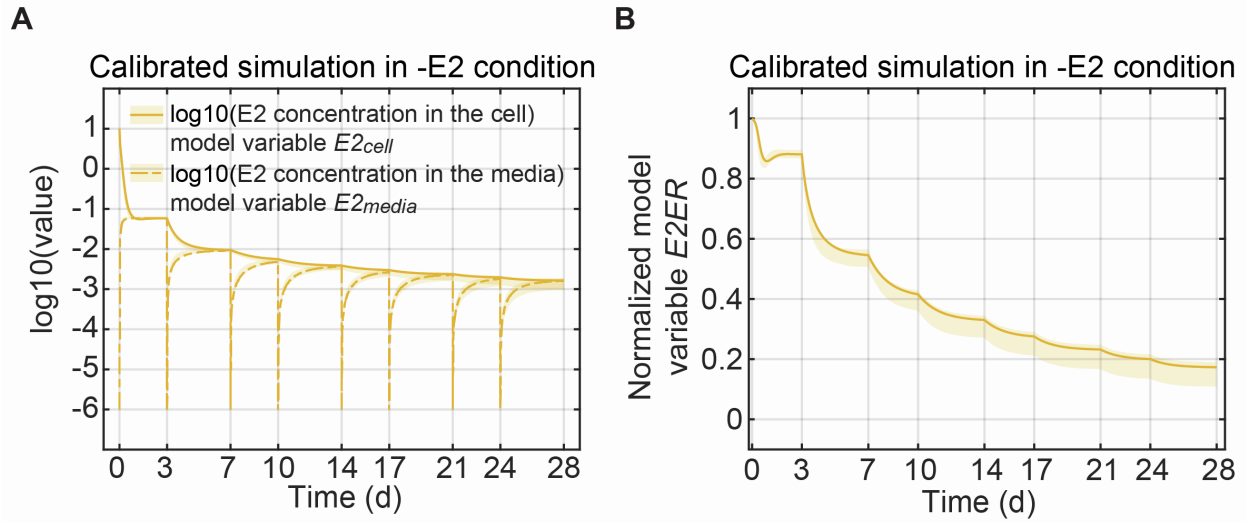 A
Calibrated simulation in -E2 condition
log10(E2 concentration in the cell)
model variable E2cell
log10(E2 concentration in the media)
model variable E2media
log10(value)
1
0
-1
-2
-3
-4
-5
-6
0 3 7 10 14 17 21 24 28
Time (d)
B
Calibrated simulation in -E2 condition
Normalized model
variable E2ER
1
0.8
0.6
0.4
0.2
0
0 3 7 10 14 17 21 24 28
Time (d)